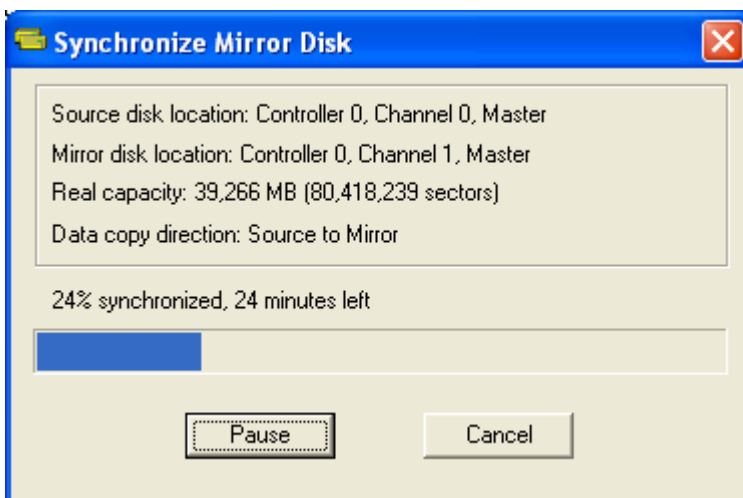 Synchronize Mirror Disk
Source disk location: Controller 0, Channel 0, Master
Mirror disk location: Controller 0, Channel 1, Master
Real capacity: 39,266 MB (80,418,239 sectors)
Data copy direction: Source to Mirror
24% synchronized, 24 minutes left
Pause Cancel